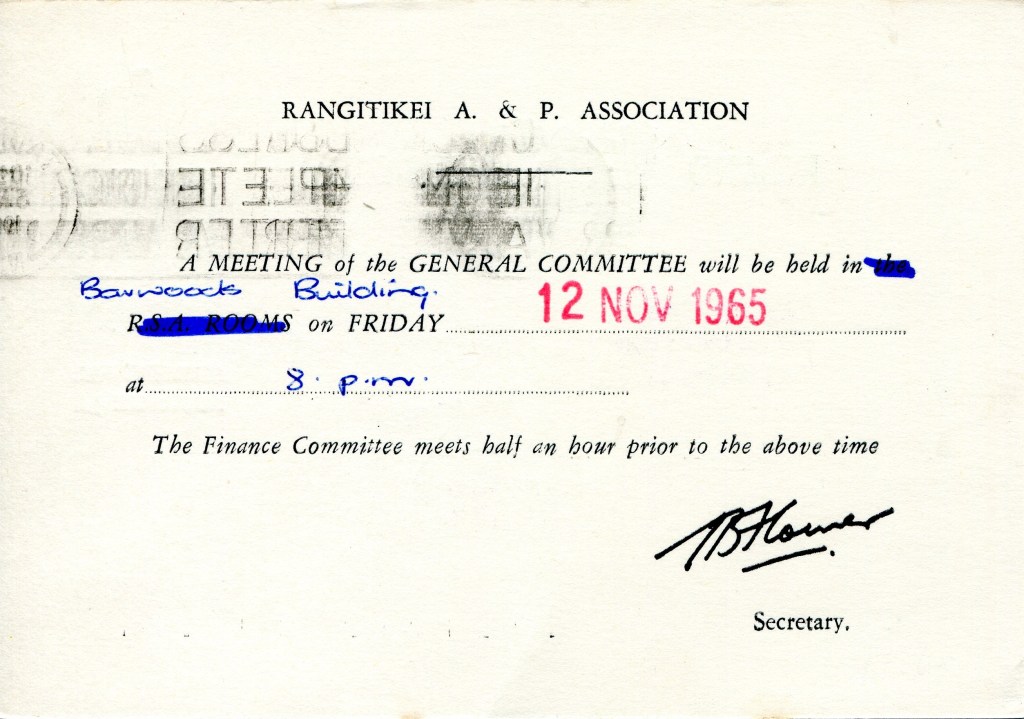 RANGITIKEI A. & P. ASSOCIATION
A MEETING of the GENERAL COMMITTEE will be held in the
Barwoods Building.
R.S.A. ROOMS on FRIDAY 12 NOV 1965
at 8. p.m.
The Finance Committee meets half an hour prior to the above time
Secretary.